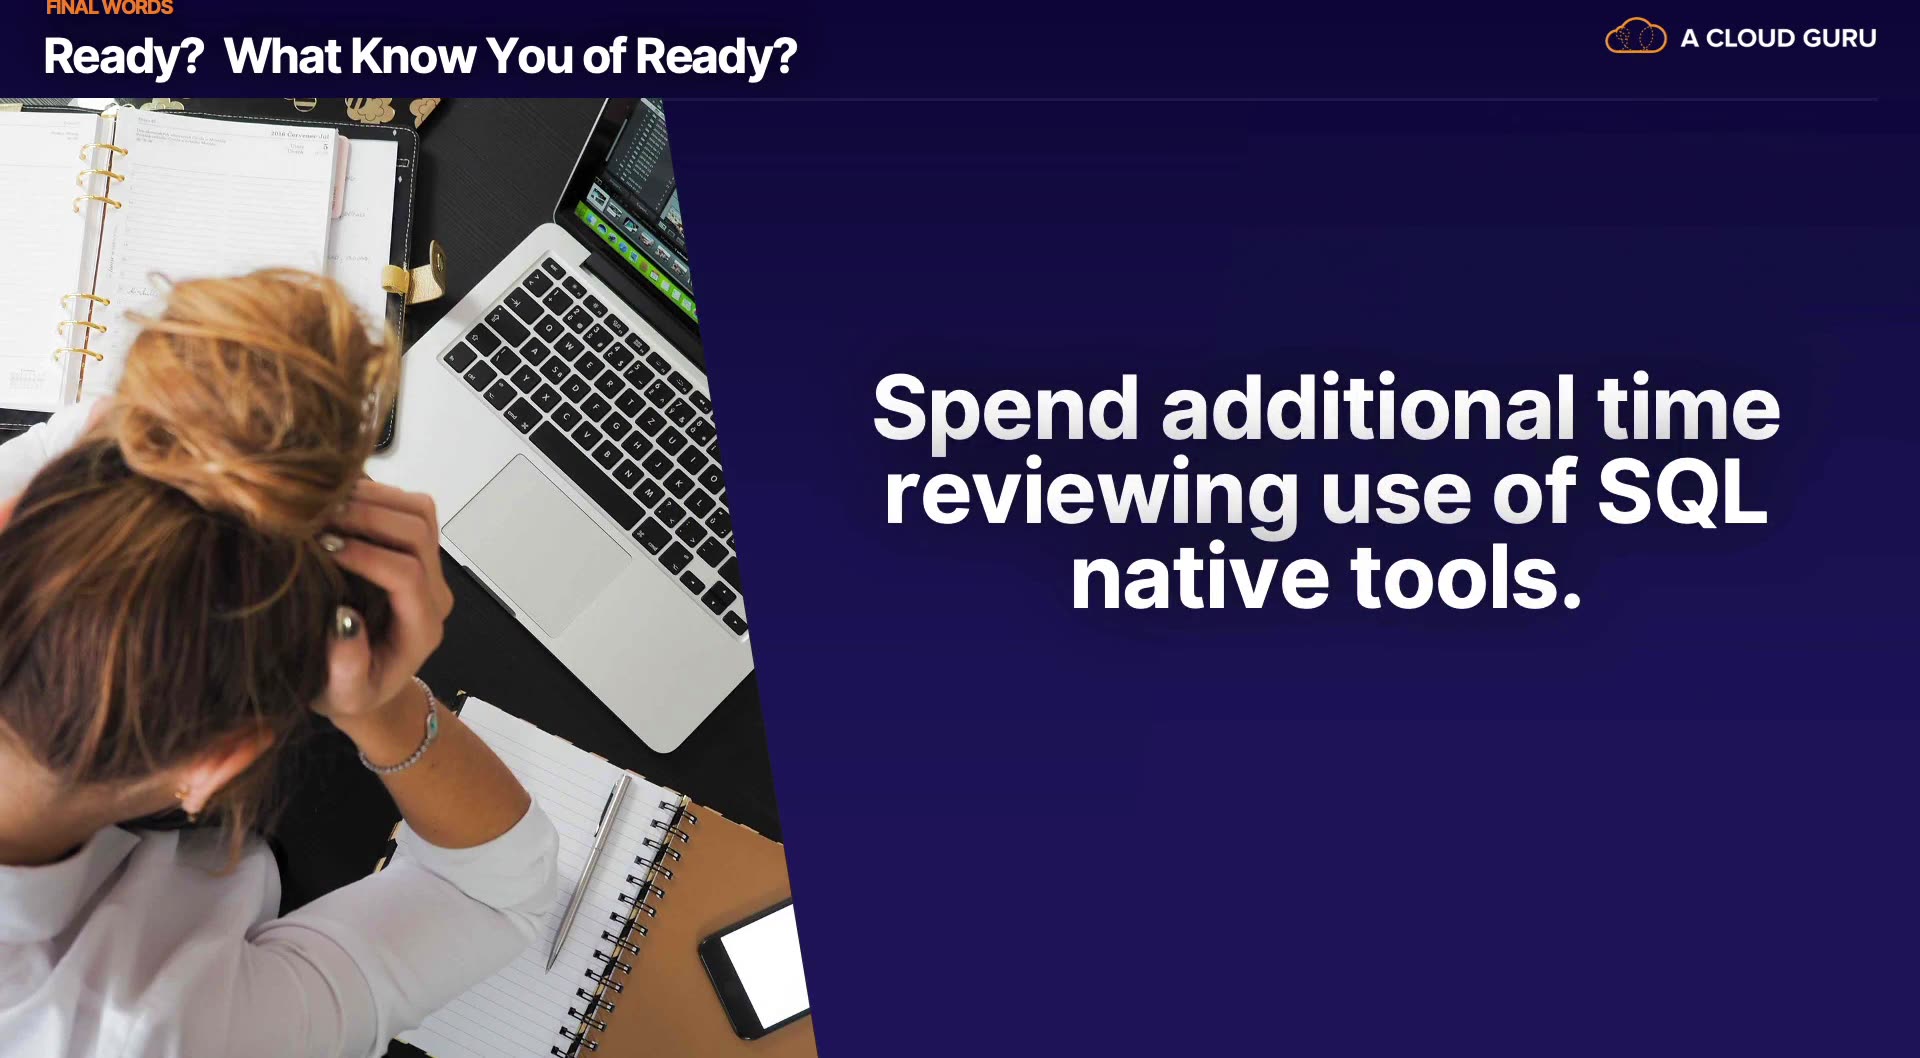 FINAL WORDS
Ready? What Know You of Ready?
A CLOUD GURU
Spend additional time
reviewing use of SQL
native tools.